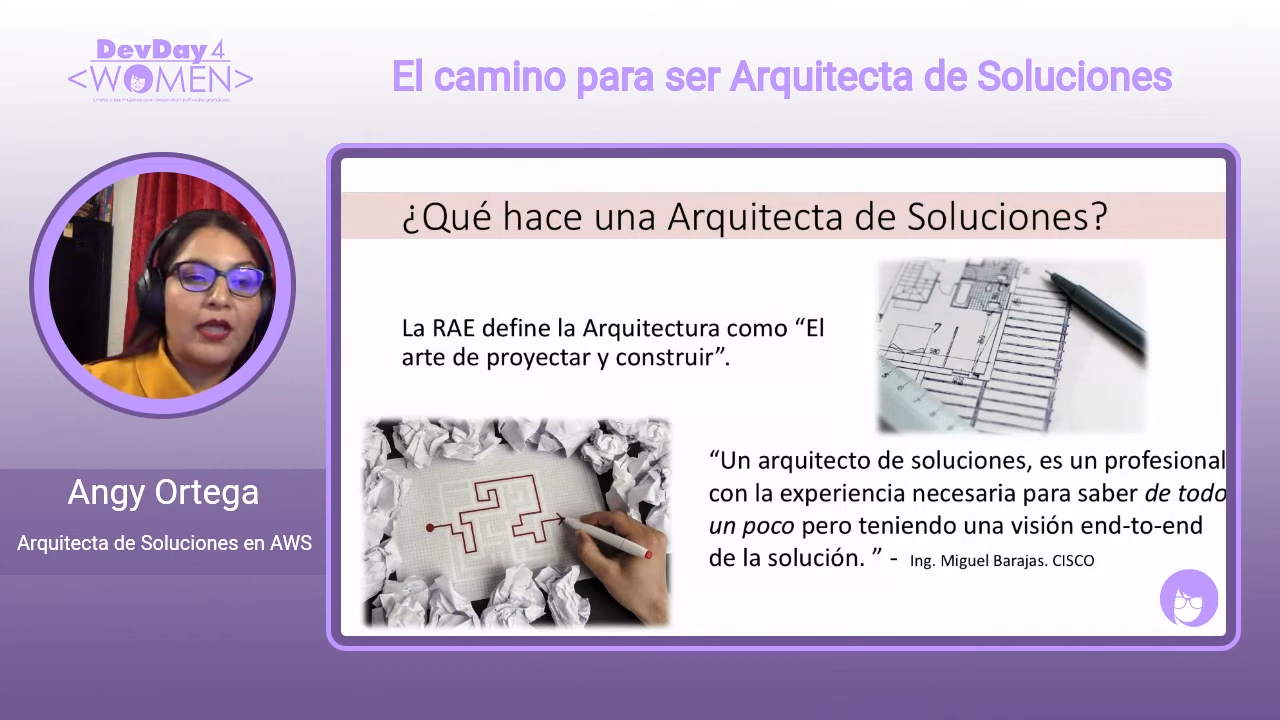 DevDay4
<WOMEN>
El camino para ser Arquitecta de Soluciones
¿Qué hace una Arquitecta de Soluciones?
La RAE define la Arquitectura como “El
arte de proyectar y construir”.
“Un arquitecto de soluciones, es un profesional
con la experiencia necesaria para saber de todo
un poco pero teniendo una visión end-to-end
de la solución. ” - Ing. Miguel Barajas. CISCO
Angy Ortega
Arquitecta de Soluciones en AWS